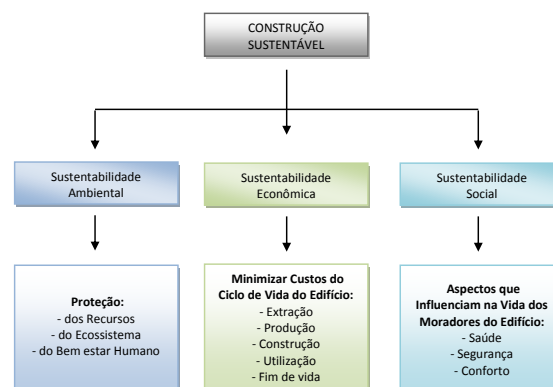 CONSTRUÇÃO
SUSTENTÁVEL
Sustentabilidade
Ambiental
Sustentabilidade
Econômica
Sustentabilidade
Social
Proteção:
- dos Recursos
- do Ecossistema
- do Bem estar Humano
Minimizar Custos do
Ciclo de Vida do Edifício:
- Extração
- Produção
- Construção
- Utilização
- Fim de vida
Aspectos que
Influenciam na Vida dos
Moradores do Edifício:
- Saúde
- Segurança
- Conforto